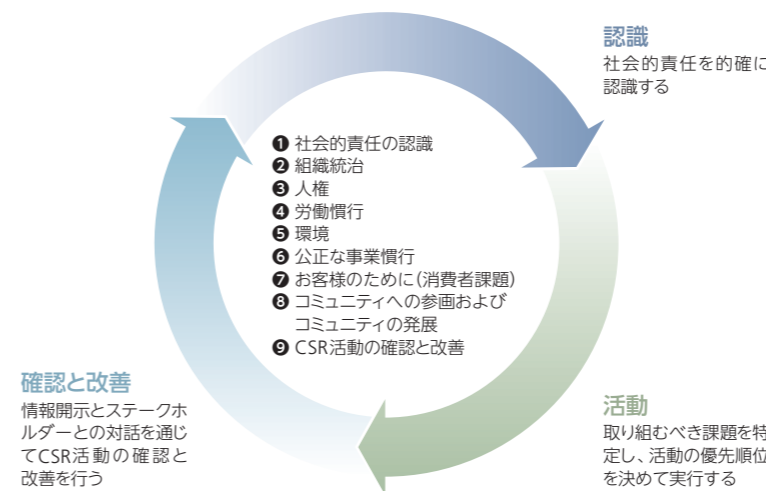 認識
社会的責任を的確に
認識する
❶ 社会的責任の認識
❷ 組織統治
❸ 人権
❹ 労働慣行
❺ 環境
❻ 公正な事業慣行
❼ お客様のために(消費者課題)
❽ コミュニティへの参画および
コミュニティの発展
❾ CSR活動の確認と改善
確認と改善
情報開示とステークホ
ルダーとの対話を通じ
てCSR活動の確認と
改善を行う
活動
取り組むべき課題を特
定し、活動の優先順位
を決めて実行する